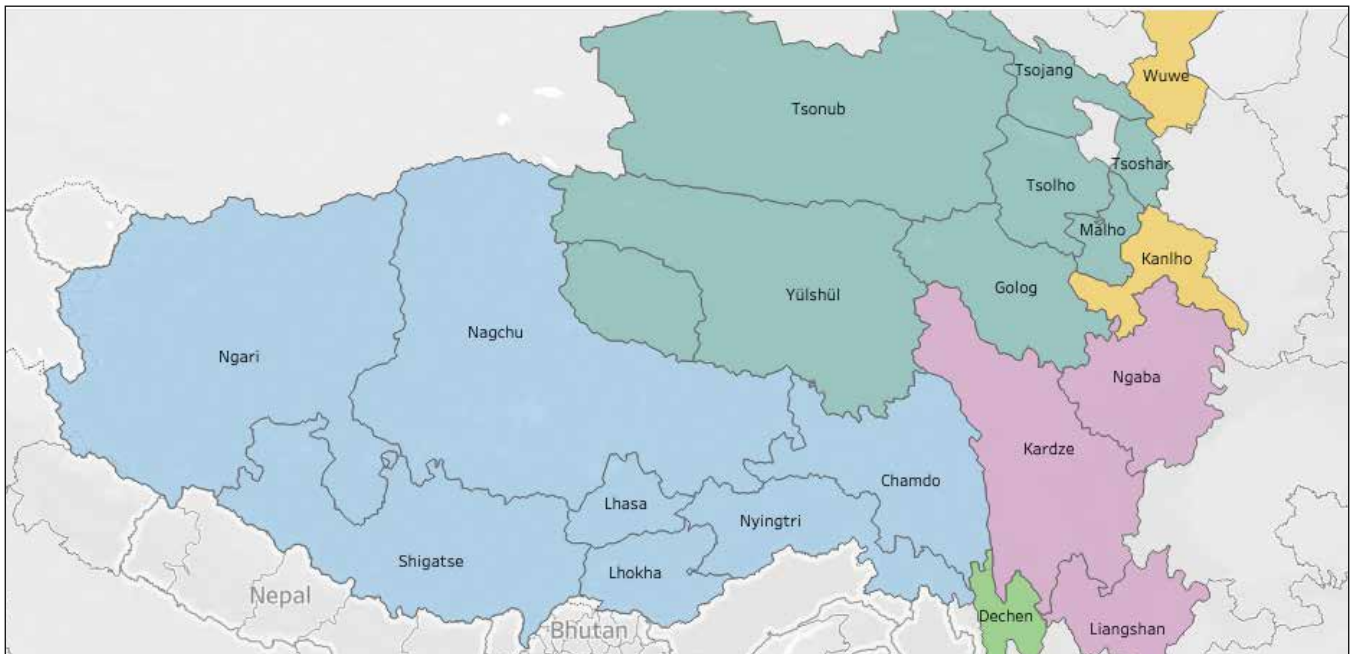 Tsojang
Wuwe
Tsonub
Tsoshar
Tsolho
Malho
Kanlho
Golog
Yülshül
Nagchu
Ngari
Ngaba
Kardze
Chamdo
Lhasa
Nyingtri
Shigatse
Lhokha
Nepal
Dechen
Bhutan
Liangshan